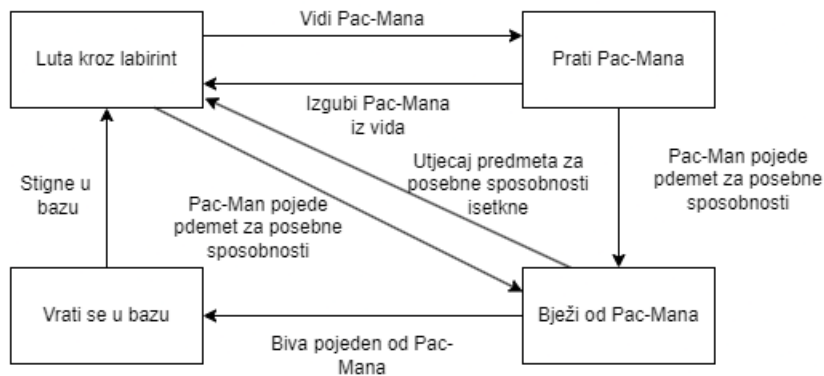 Vidi Pac-Mana
Luta kroz labirint
Prati Pac-Mana
Izgubi Pac-Mana
iz vida
Utjecaj predmeta za
posebne sposobnosti
isetkne
Pac-Man pojede
pdemet za posebne
sposobnosti
Stigne u
bazu
Pac-Man pojede
pdemet za posebne
sposobnosti
Vrati se u bazu
Bježi od Pac-Mana
Biva pojeden od Pac-
Mana